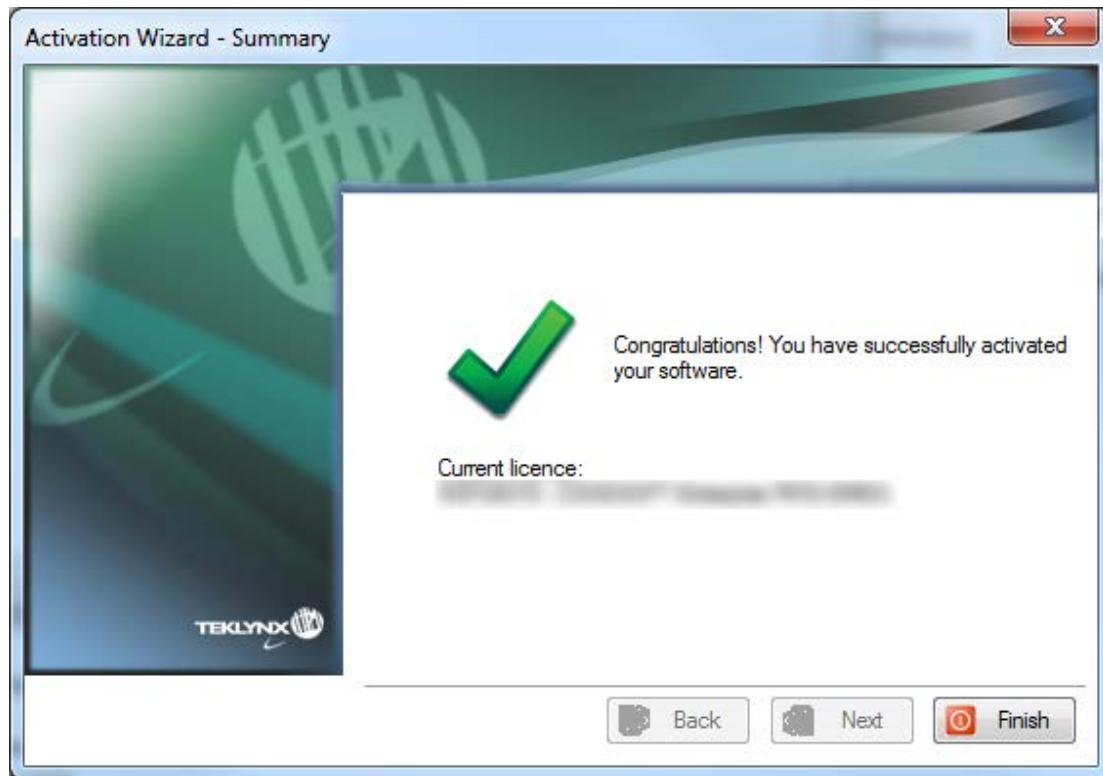 Activation Wizard - Summary
Congratulations! You have successfully activated
your software.
Current licence:
TEKLYNX
Back
Next
Finish